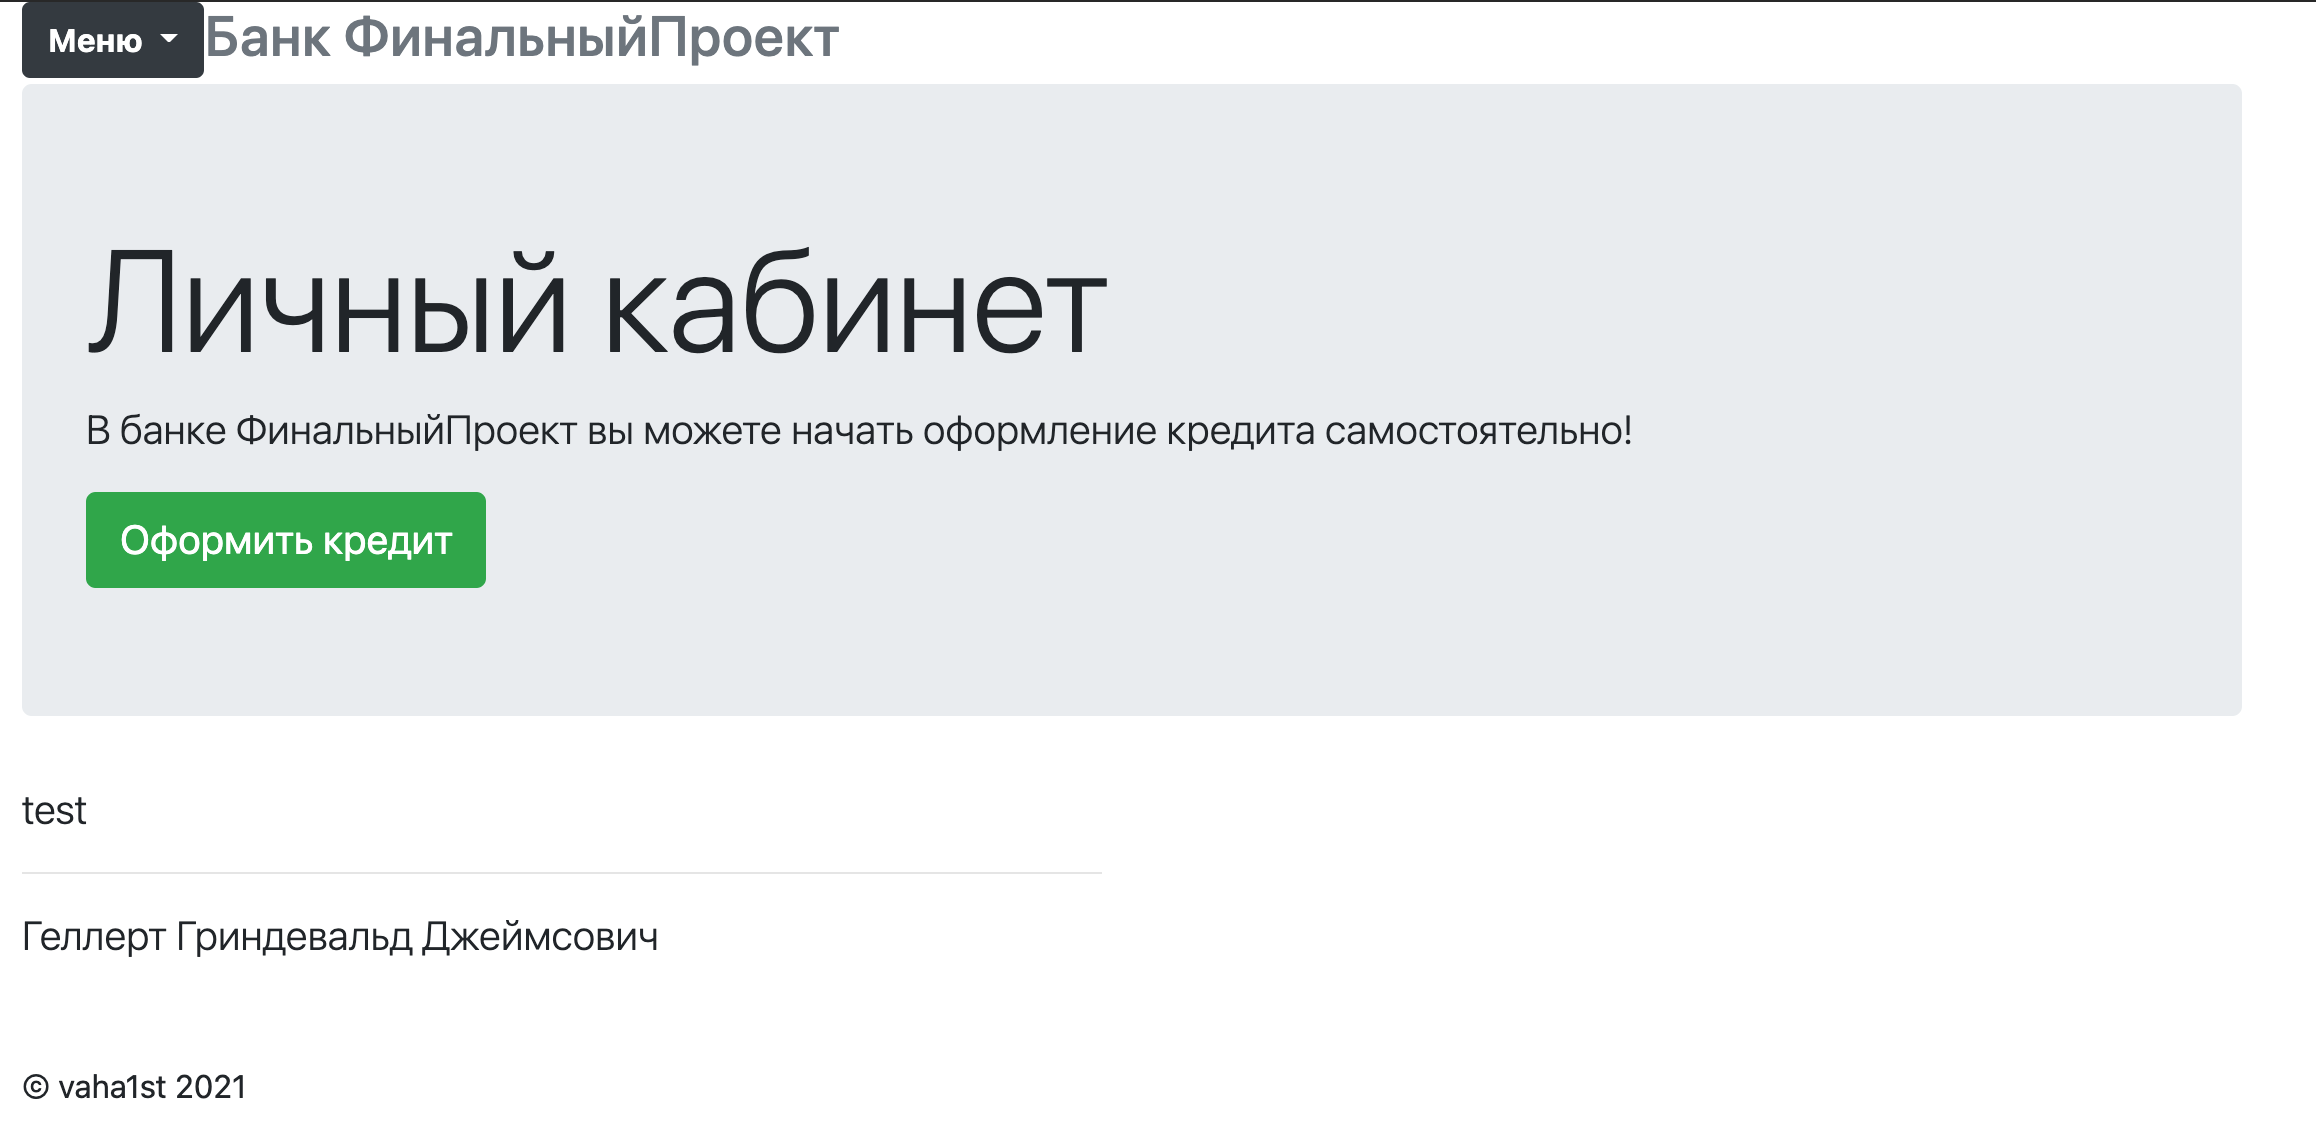 Меню Банк ФинальныйПроект
Личный кабинет
В банке ФинальныйПроект вы можете начать оформление кредита самостоятельно!
Оформить кредит
test
Геллерт Гриндевальд Джеймсович
© vaha1st 2021